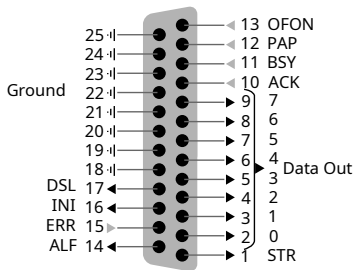 13 OFON
25
12 PAP
24
11 BSY
23
10 ACK
Ground
22
9 7
21
8 6
20
7 5
19
6 4
Data Out
18
5 3
DSL 17
4 2
INI 16
3 1
ERR 15
2 0
ALF 14
1 STR